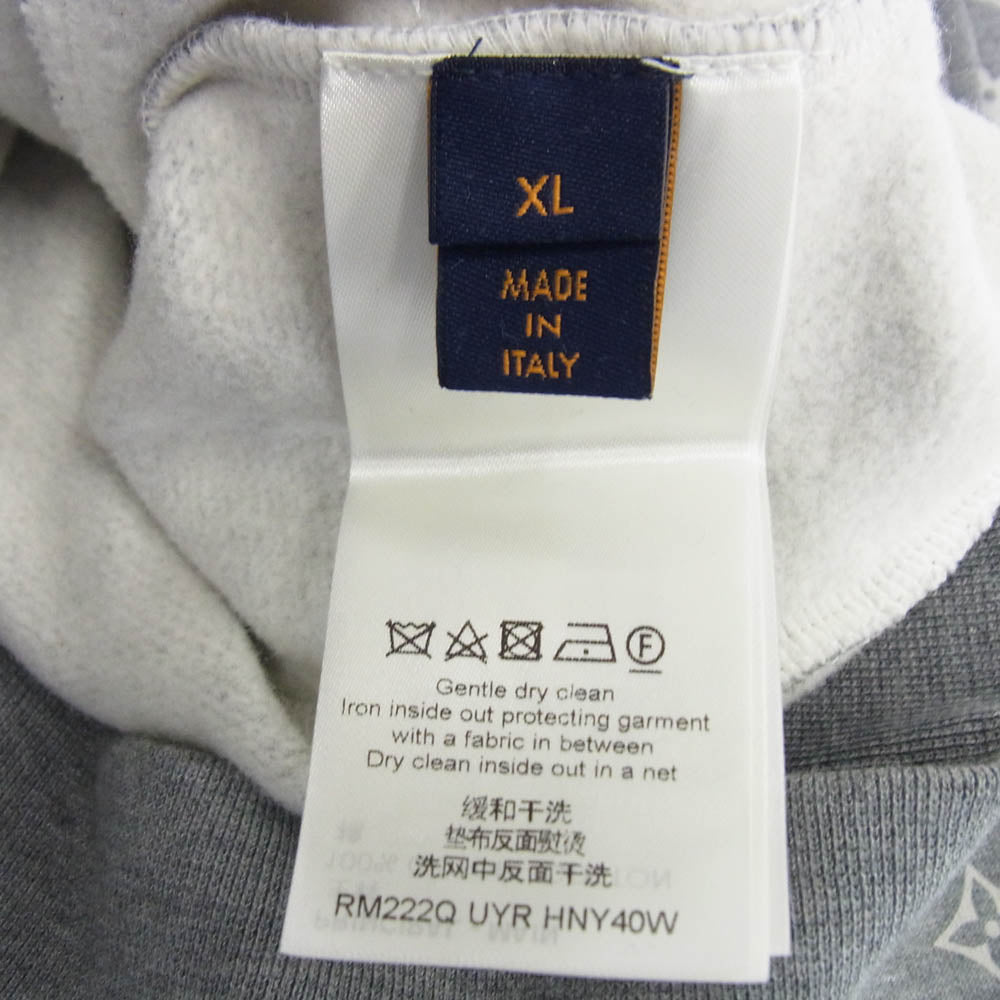 XL
MADE
IN
ITALY
F
Gentle dry clean
Iron inside out protecting garment
with a fabric in between
Dry clean inside out in a net
缓和干洗
垫布反面熨烫
洗网中反面干洗
RM222Q UYR HNY40W